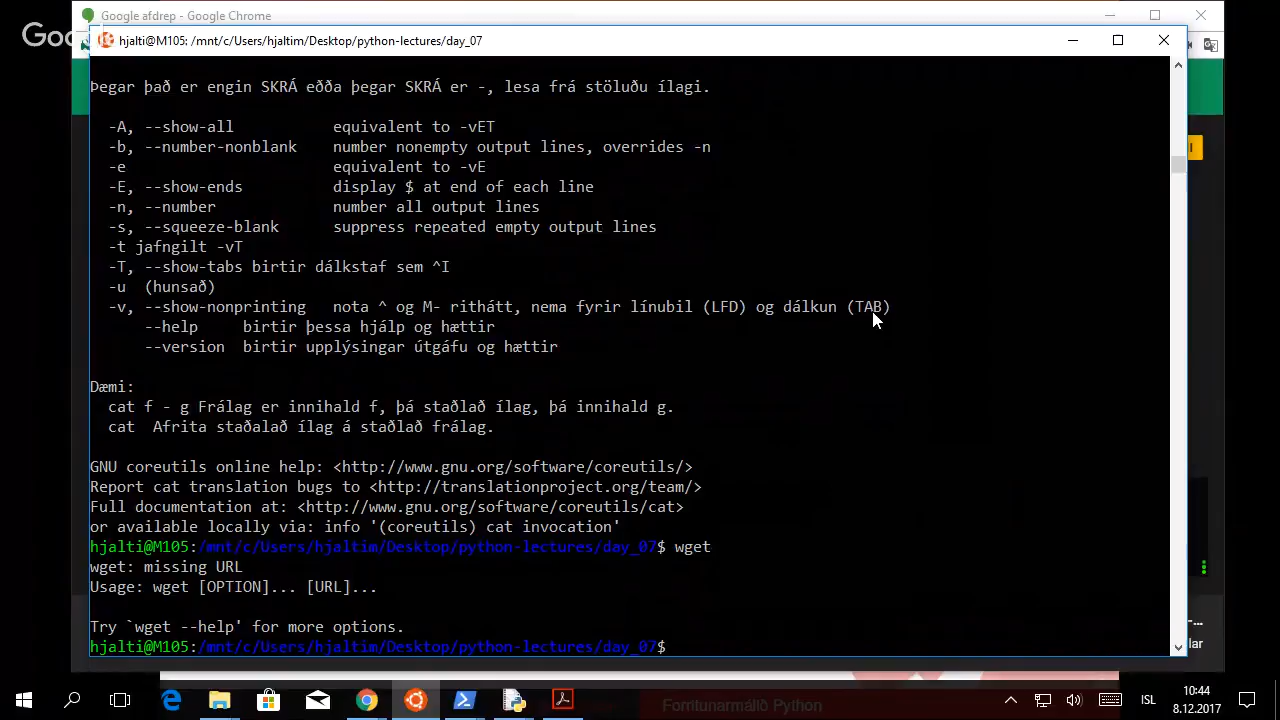 Google afdrep - Google Chrome
Goo
hjalti@M105: /mnt/c/Users/hjaltim/Desktop/python-lectures/day_07
Þegar það er engin SKRÁ eðða þegar SKRÁ er -, lesa frá stöluðu ílagi.
-A, --show-all equivalent to -vET
-b, --number-nonblank number nonempty output lines, overrides -n
-e equivalent to -vE
-E, --show-ends display $ at end of each line
-n, --number number all output lines
-s, --squeeze-blank suppress repeated empty output lines
-t jafngilt -vT
-T, --show-tabs birtir dálkstaf sem ^I
-u (hunsað)
-v, --show-nonprinting nota ^ og M- rithátt, nema fyrir línubil (LFD) og dálkun (TAB)
--help birtir þessa hjálp og hættir
--version birtir upplýsingar útgáfu og hættir
Dæmi:
cat f - g Frálag er innihald f, þá staðlað ílag, þá innihald g.
cat Afrita staðalað ílag á staðlað frálag.
GNU coreutils online help: <http://www.gnu.org/software/coreutils/>
Report cat translation bugs to <http://translationproject.org/team/>
Full documentation at: <http://www.gnu.org/software/coreutils/cat>
or available locally via: info '(coreutils) cat invocation'
hjalti@M105:/mnt/c/Users/hjaltim/Desktop/python-lectures/day_07$ wget
wget: missing URL
Usage: wget [OPTION]... [URL]...
Try `wget --help' for more options.
hjalti@M105:/mnt/c/Users/hjaltim/Desktop/python-lectures/day_07$
lar
Forritunarmálið Python
ÍSL
10:44
8.12.2017